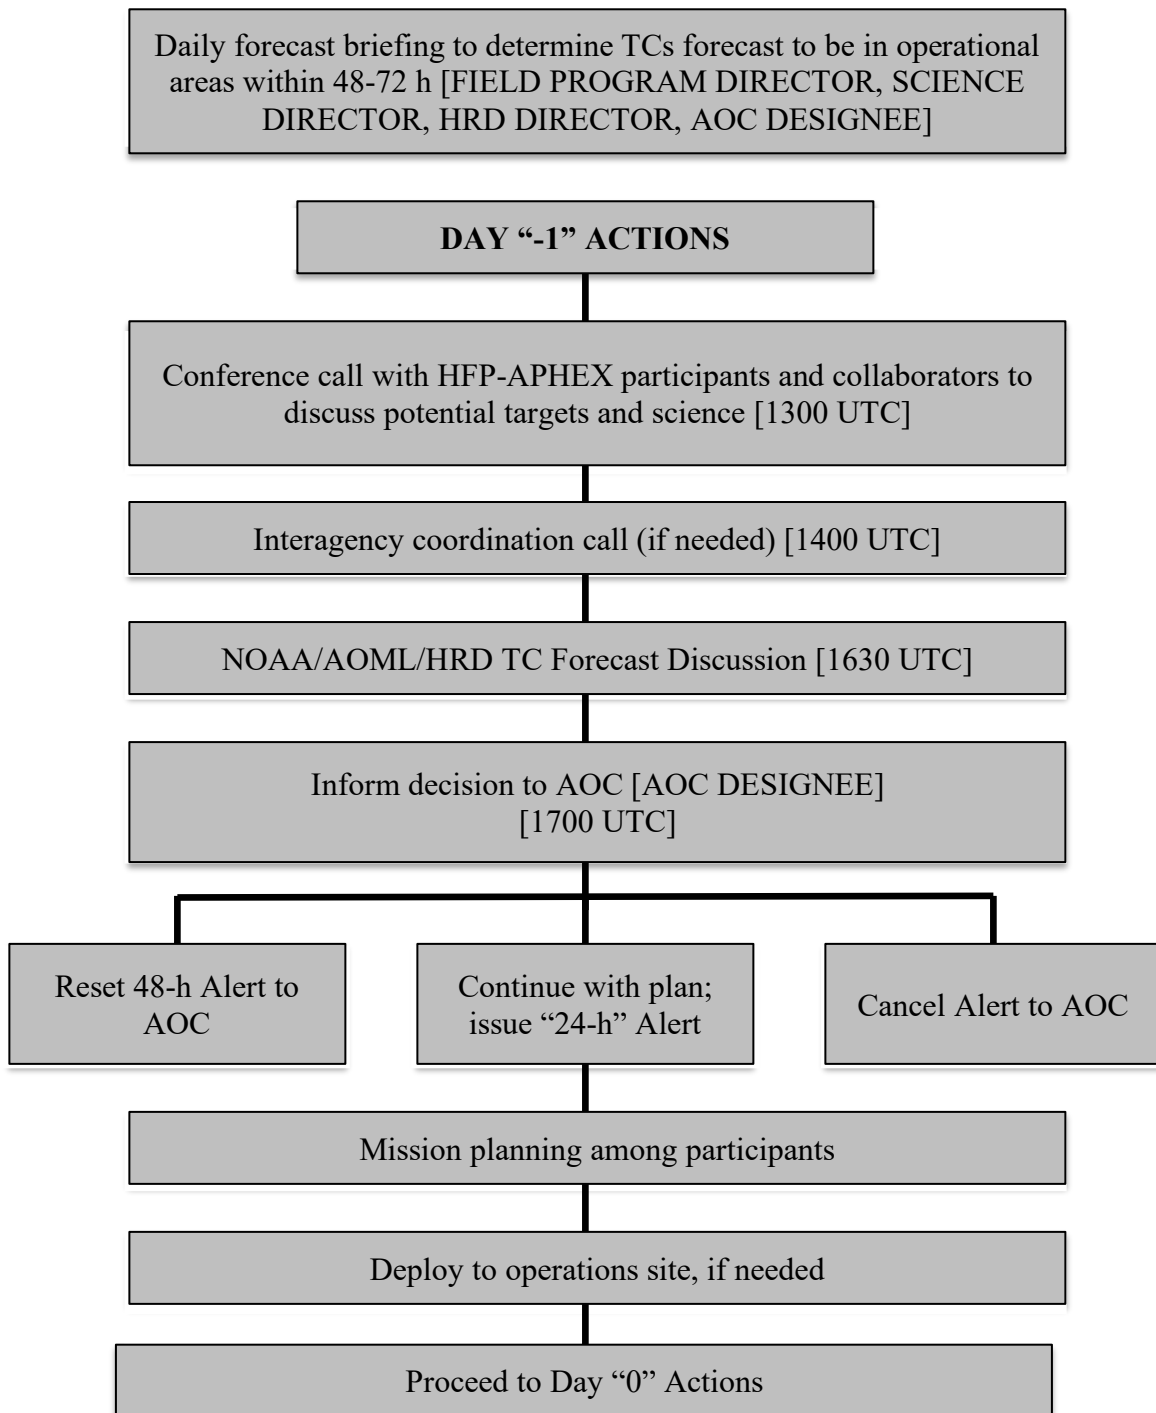 Daily forecast briefing to determine TCs forecast to be in operational
areas within 48-72 h [FIELD PROGRAM DIRECTOR, SCIENCE
DIRECTOR, HRD DIRECTOR, AOC DESIGNEE]
DAY “-1” ACTIONS
Conference call with HFP-APHEX participants and collaborators to
discuss potential targets and science [1300 UTC]
Interagency coordination call (if needed) [1400 UTC]
NOAA/AOML/HRD TC Forecast Discussion [1630 UTC]
Inform decision to AOC [AOC DESIGNEE]
[1700 UTC]
Reset 48-h Alert to
AOC
Continue with plan;
issue “24-h” Alert
Cancel Alert to AOC
Mission planning among participants
Deploy to operations site, if needed
Proceed to Day “0” Actions